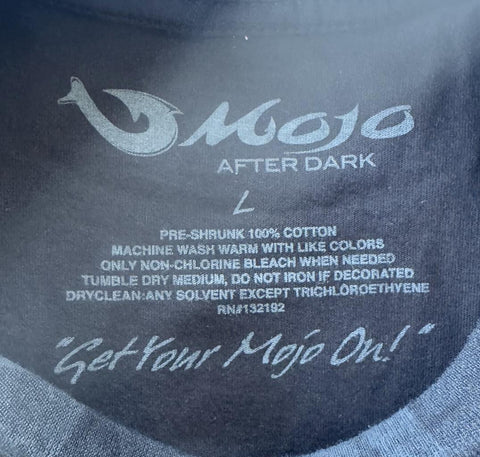 MOJO
AFTER DARK
L
PRE-SHRUNK 100% COTTON
MACHINE WASH WARM WITH LIKE COLORS
ONLY NON-CHLORINE BLEACH WHEN NEEDED
TUMBLE DRY MEDIUM, DO NOT IRON IF DECORATED
DRYCLEAN:ANY SOLVENT EXCEPT TRICHLOROETHYENE
RN#132192
"Get Your Mojo On!"